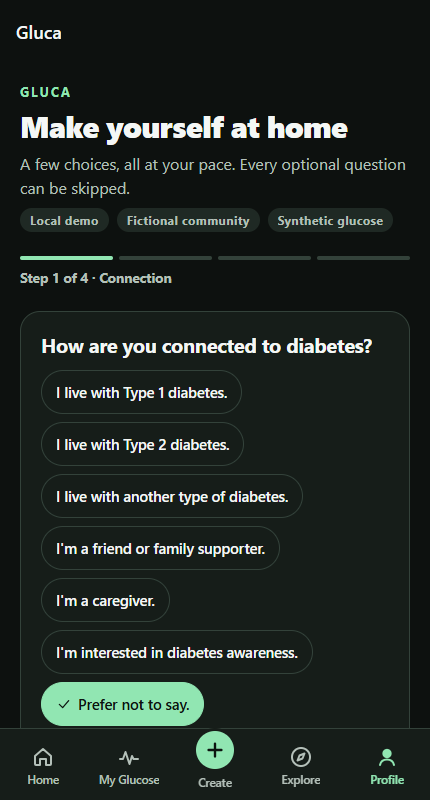 Gluca
GLUCA
Make yourself at home
A few choices, all at your pace. Every optional question
can be skipped.
Local demo
Fictional community
Synthetic glucose
Step 1 of 4 · Connection
How are you connected to diabetes?
I live with Type 1 diabetes.
I live with Type 2 diabetes.
I live with another type of diabetes.
I'm a friend or family supporter.
I'm a caregiver.
I'm interested in diabetes awareness.
Prefer not to say.
Home
My Glucose
Create
Explore
Profile